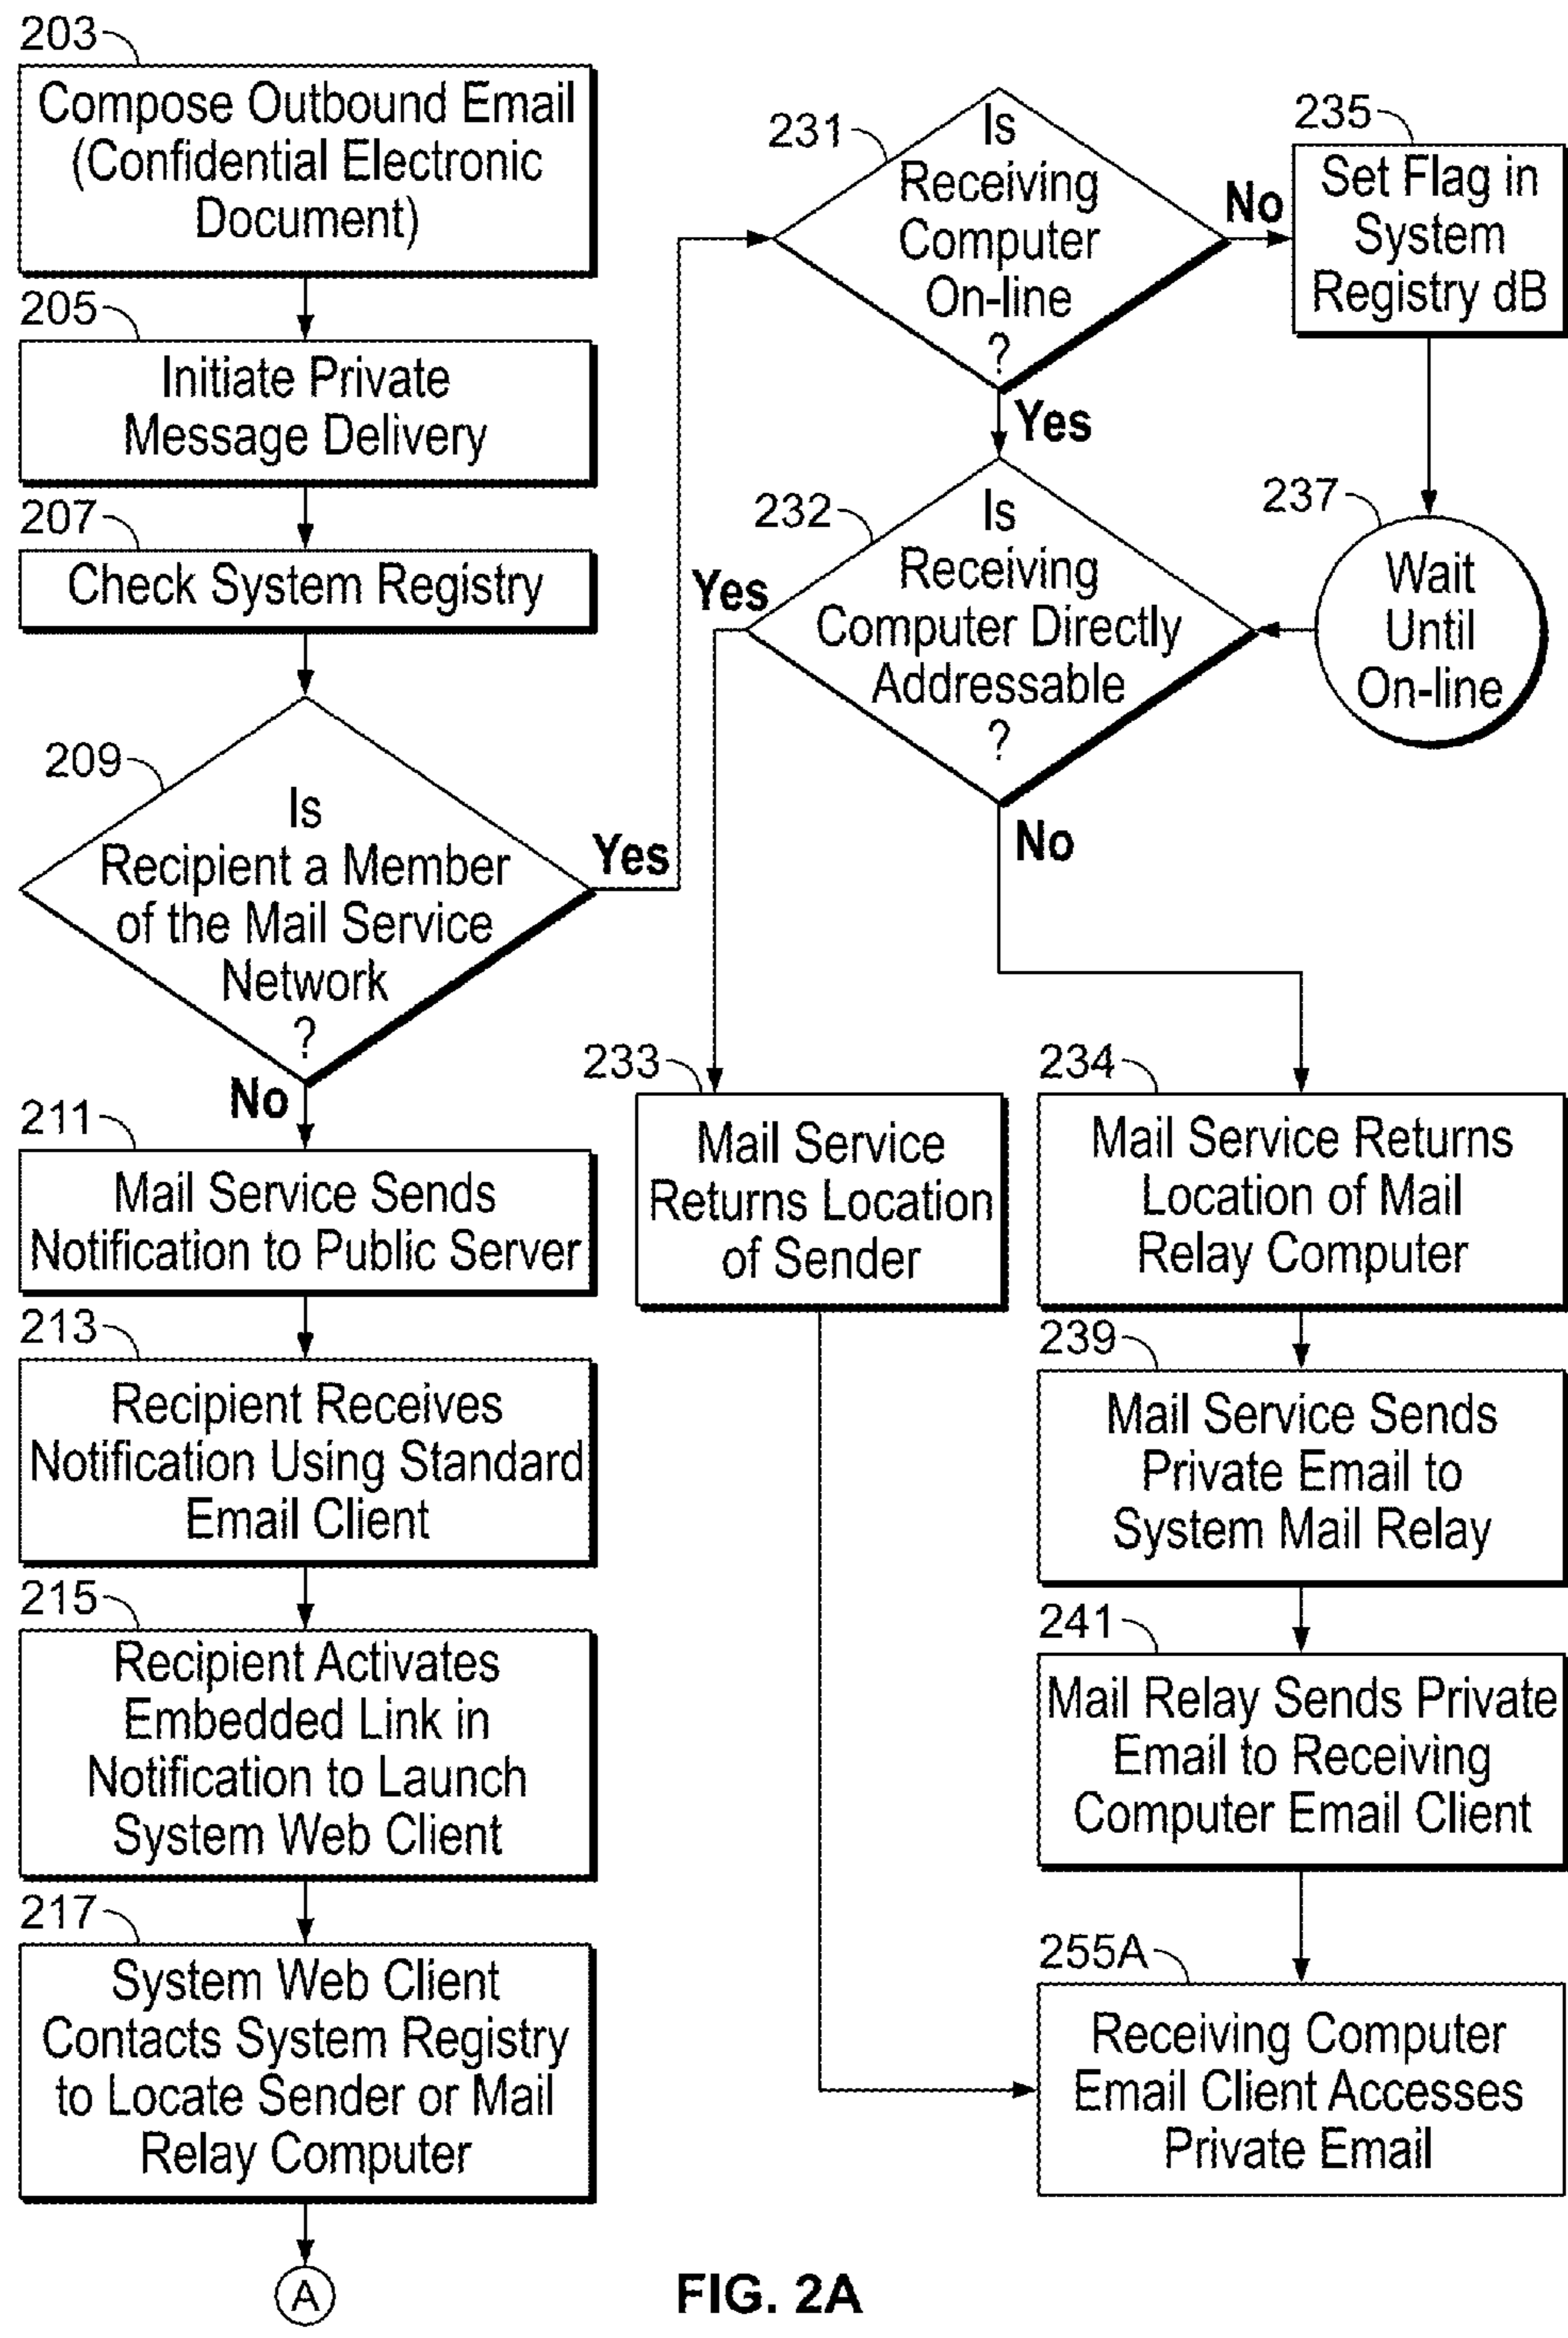 203
Compose Outbound Email
(Confidential Electronic
Document)
205
Initiate Private
Message Delivery
207
Check System Registry
209
Is
Recipient a Member
of the Mail Service
Network
?
Yes
No
211
Mail Service Sends
Notification to Public Server
213
Recipient Receives
Notification Using Standard
Email Client
215
Recipient Activates
Embedded Link in
Notification to Launch
System Web Client
217
System Web Client
Contacts System Registry
to Locate Sender or Mail
Relay Computer
A
231
Is
Receiving
Computer
On-line
?
No
Yes
235
Set Flag in
System
Registry dB
237
Wait
Until
On-line
232
Is
Receiving
Computer Directly
Addressable
?
Yes
No
233
Mail Service
Returns Location
of Sender
234
Mail Service Returns
Location of Mail
Relay Computer
239
Mail Service Sends
Private Email to
System Mail Relay
241
Mail Relay Sends Private
Email to Receiving
Computer Email Client
255A
Receiving Computer
Email Client Accesses
Private Email
FIG. 2A